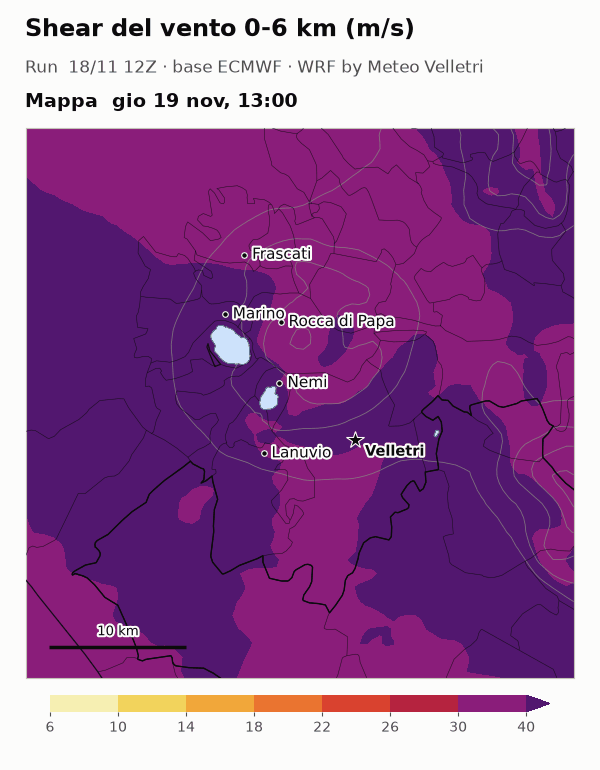 Shear del vento 0-6 km (m/s)
Run  18/11 12Z · base ECMWF · WRF by Meteo Velletri
Mappa  gio 19 nov, 13:00
Frascati
Marino
Rocca di Papa
Nemi
Velletri
Lanuvio
10 km
6 10 14 18 22 26 30 40